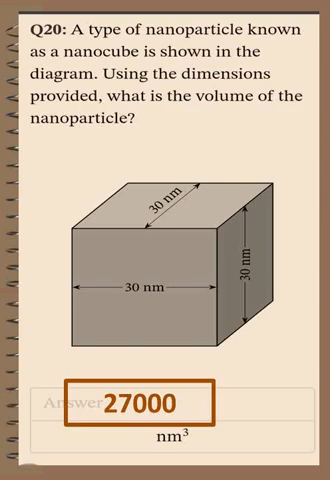 Q20: A type of nanoparticle known
as a nanocube is shown in the
diagram. Using the dimensions
provided, what is the volume of the
nanoparticle?
30 nm
30 nm
30 nm
Answer
27000
nm³